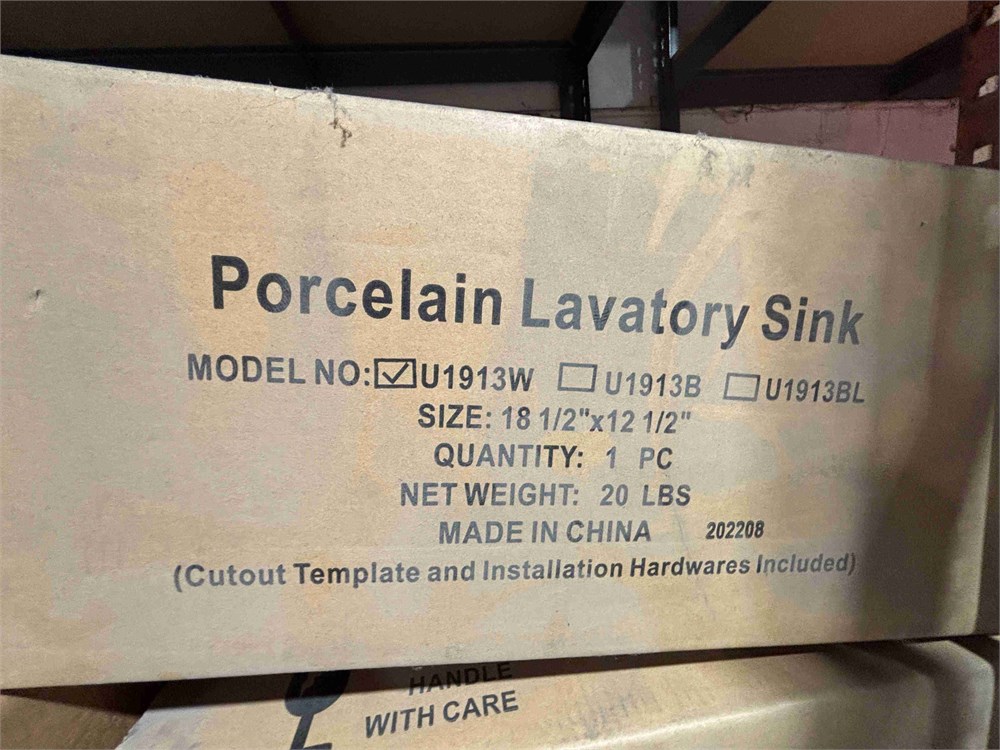 Porcelain Lavatory Sink
MODEL NO:☑U1913W ☐U1913B ☐U1913BL
SIZE: 18 1/2"x12 1/2"
QUANTITY: 1 PC
NET WEIGHT: 20 LBS
MADE IN CHINA 202208
(Cutout Template and Installation Hardwares Included)
HANDLE
WITH CARE